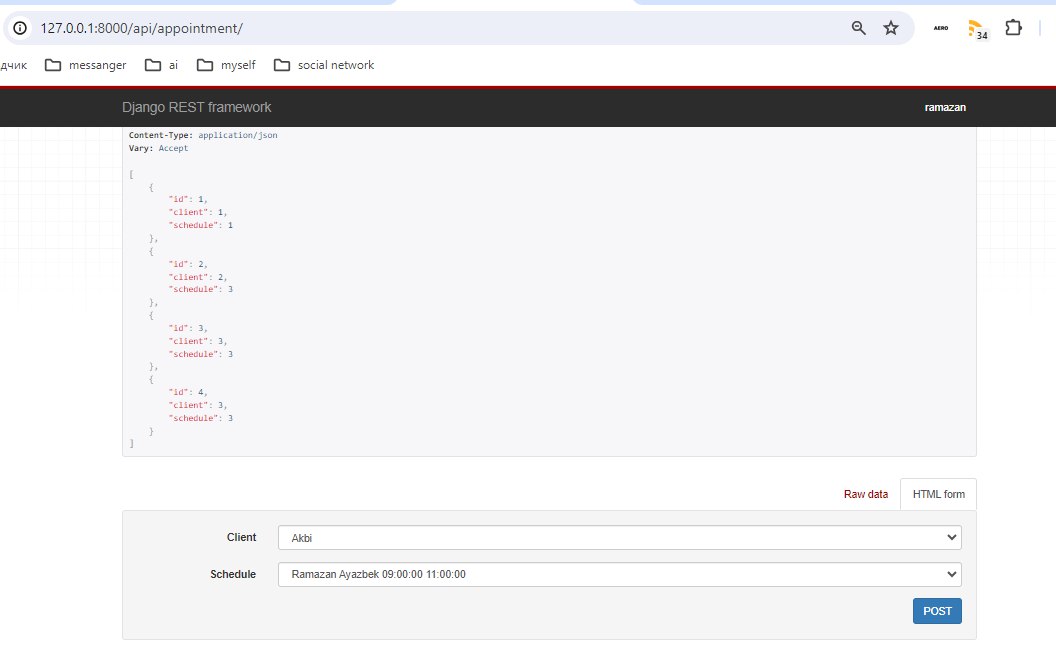 127.0.0.1:8000/api/appointment/
AERO
34
дчик messanger ai myself social network
Django REST framework ramazan
Content-Type: application/json
Vary: Accept
[
{
"id": 1,
"client": 1,
"schedule": 1
},
{
"id": 2,
"client": 2,
"schedule": 3
},
{
"id": 3,
"client": 3,
"schedule": 3
},
{
"id": 4,
"client": 3,
"schedule": 3
}
]
Raw data HTML form
Client Akbi
Schedule Ramazan Ayazbek 09:00:00 11:00:00
POST